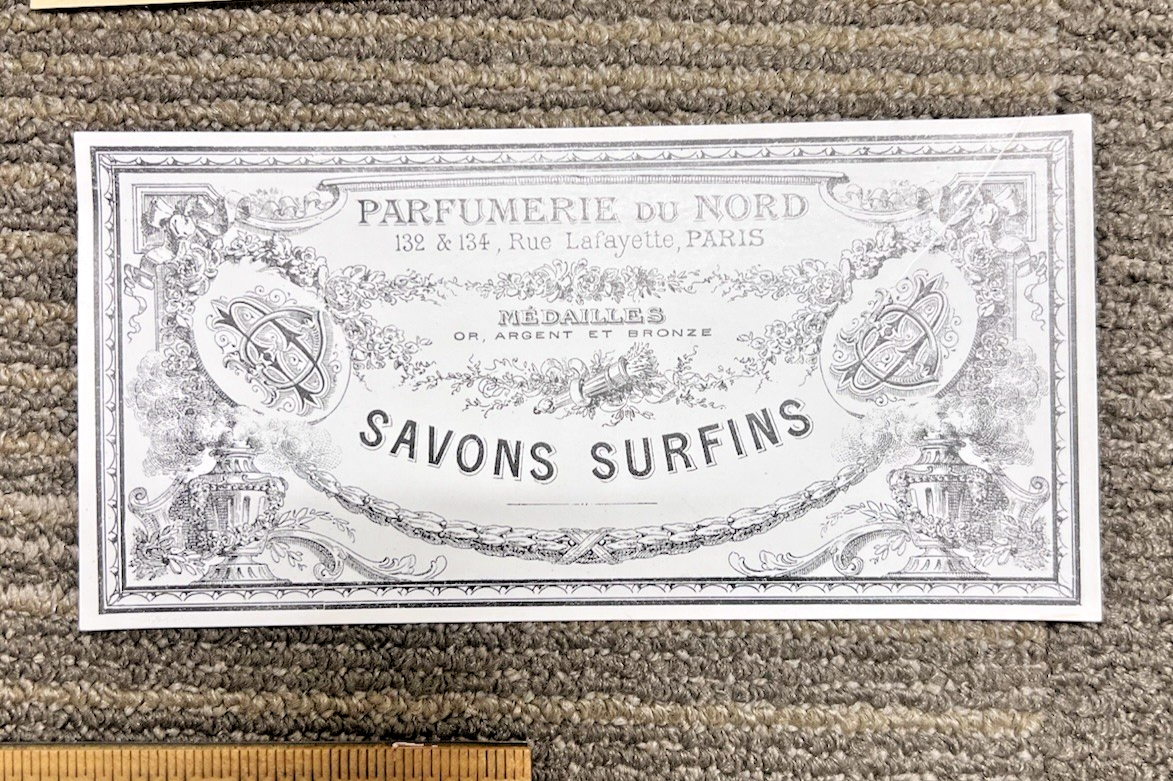 PARFUMERIE DU NORD
132 & 134, Rue Lafayette, PARIS
MÉDAILLES
OR, ARGENT ET BRONZE
SAVONS SURFINS